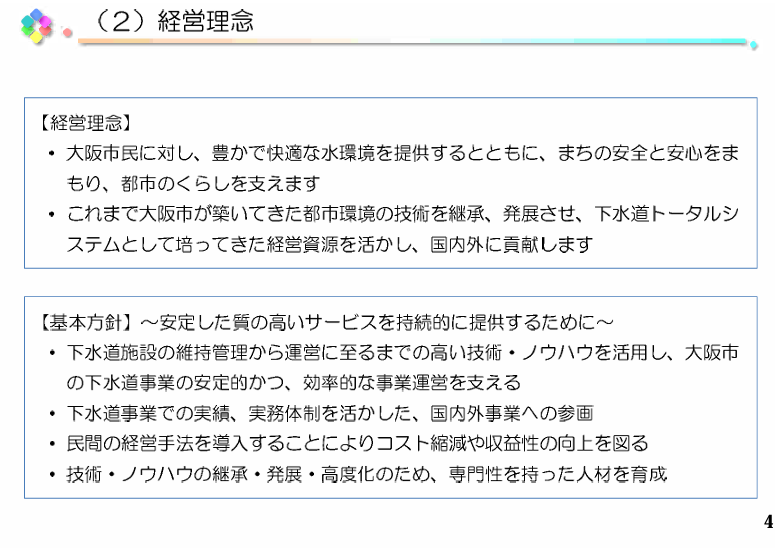 （２）経営理念
【経営理念】
• 大阪市民に対し、豊かで快適な水環境を提供するとともに、まちの安全と安心をま
もり、都市のくらしを支えます
• これまで大阪市が築いてきた都市環境の技術を継承、発展させ、下水道トータルシ
ステムとして培ってきた経営資源を活かし、国内外に貢献します
【基本方針】～安定した質の高いサービスを持続的に提供するために～
• 下水道施設の維持管理から運営に至るまでの高い技術・ノウハウを活用し、大阪市
の下水道事業の安定的かつ、効率的な事業運営を支える
• 下水道事業での実績、実務体制を活かした、国内外事業への参画
• 民間の経営手法を導入することによりコスト縮減や収益性の向上を図る
• 技術・ノウハウの継承・発展・高度化のため、専門性を持った人材を育成
4